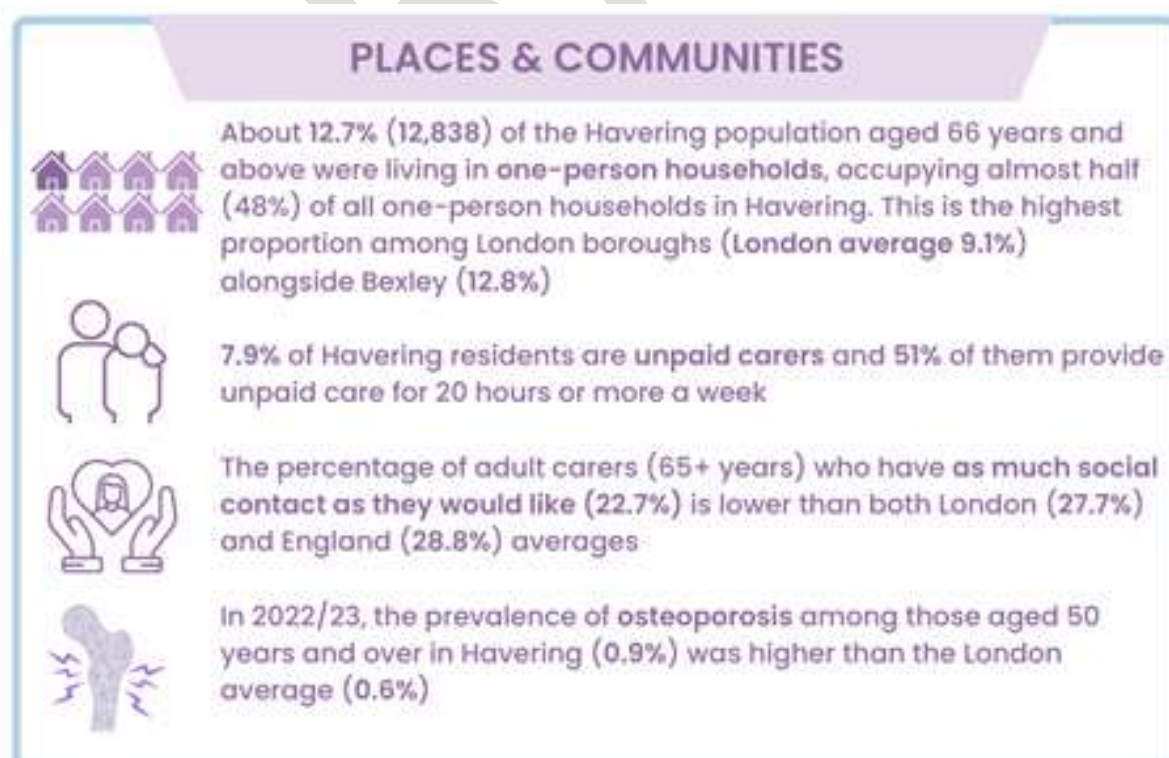 PLACES & COMMUNITIES
About 12.7% (12,838) of the Havering population aged 66 years and
above were living in one-person households, occupying almost half
(48%) of all one-person households in Havering. This is the highest
proportion among London boroughs (London average 9.1%)
alongside Bexley (12.8%)
7.9% of Havering residents are unpaid carers and 51% of them provide
unpaid care for 20 hours or more a week
The percentage of adult carers (65+ years) who have as much social
contact as they would like (22.7%) is lower than both London (27.7%)
and England (28.8%) averages
In 2022/23, the prevalence of osteoporosis among those aged 50
years and over in Havering (0.9%) was higher than the London
average (0.6%)